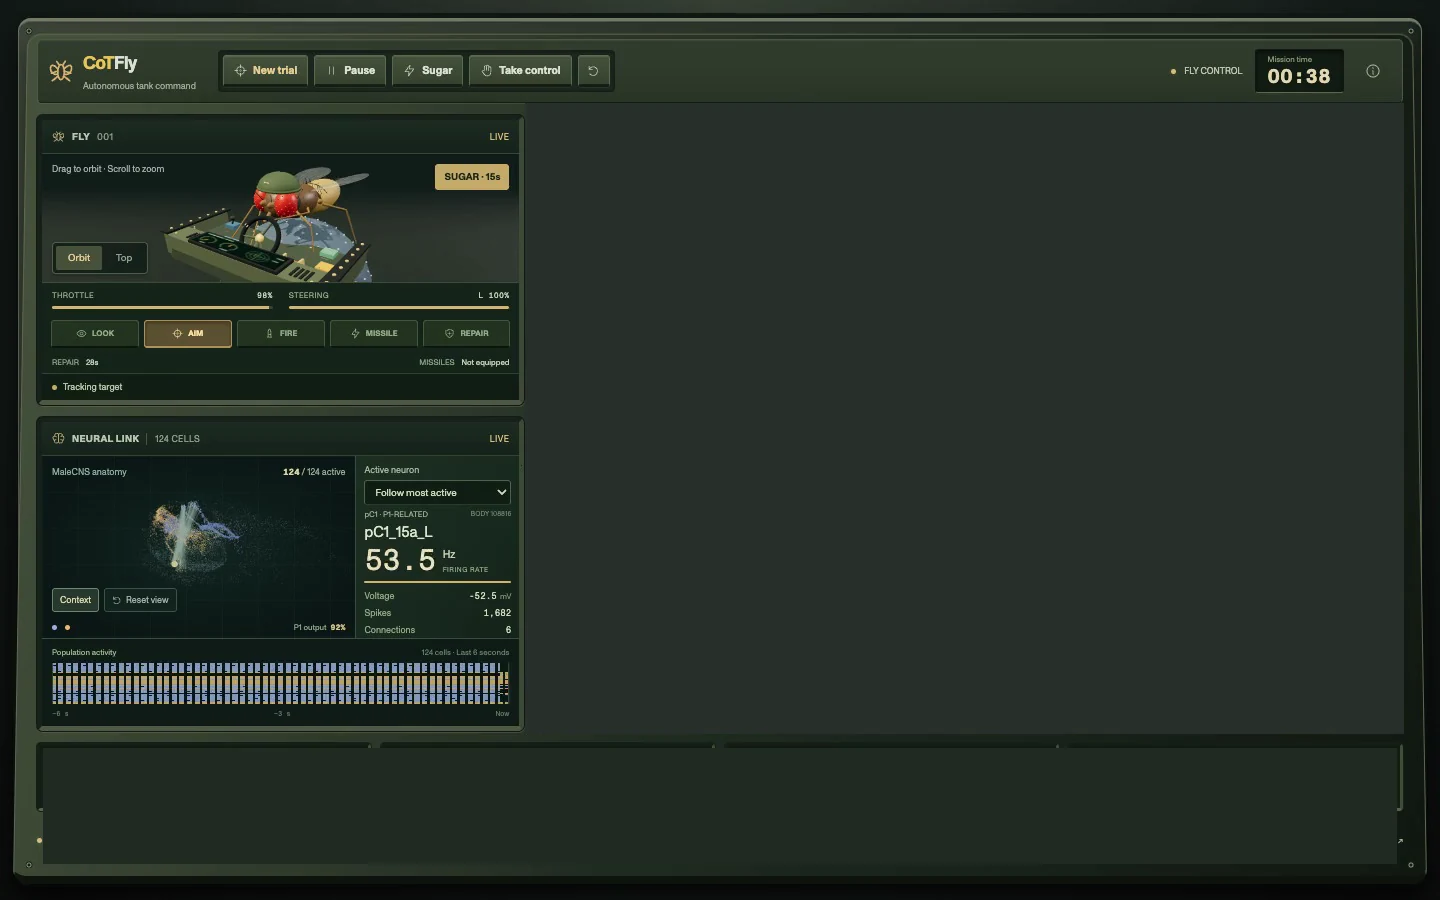 CoTFly
Autonomous tank command
New trial
Pause
Sugar
Take control
FLY CONTROL
Mission time
00:38
FLY 001
LIVE
Drag to orbit · Scroll to zoom
SUGAR · 15s
Orbit
Top
THROTTLE 98%
STEERING L 100%
LOOK
AIM
FIRE
MISSILE
REPAIR
REPAIR 28s
MISSILES Not equipped
Tracking target
NEURAL LINK | 124 CELLS
LIVE
MaleCNS anatomy
124 / 124 active
Context
Reset view
P1 output 92%
Active neuron
Follow most active
pC1 · P1-RELATED
BODY 108816
pC1_15a_L
53.5 Hz
FIRING RATE
Voltage -52.5 mV
Spikes 1,682
Connections 6
Population activity
124 cells · Last 6 seconds
−6 s
−3 s
Now